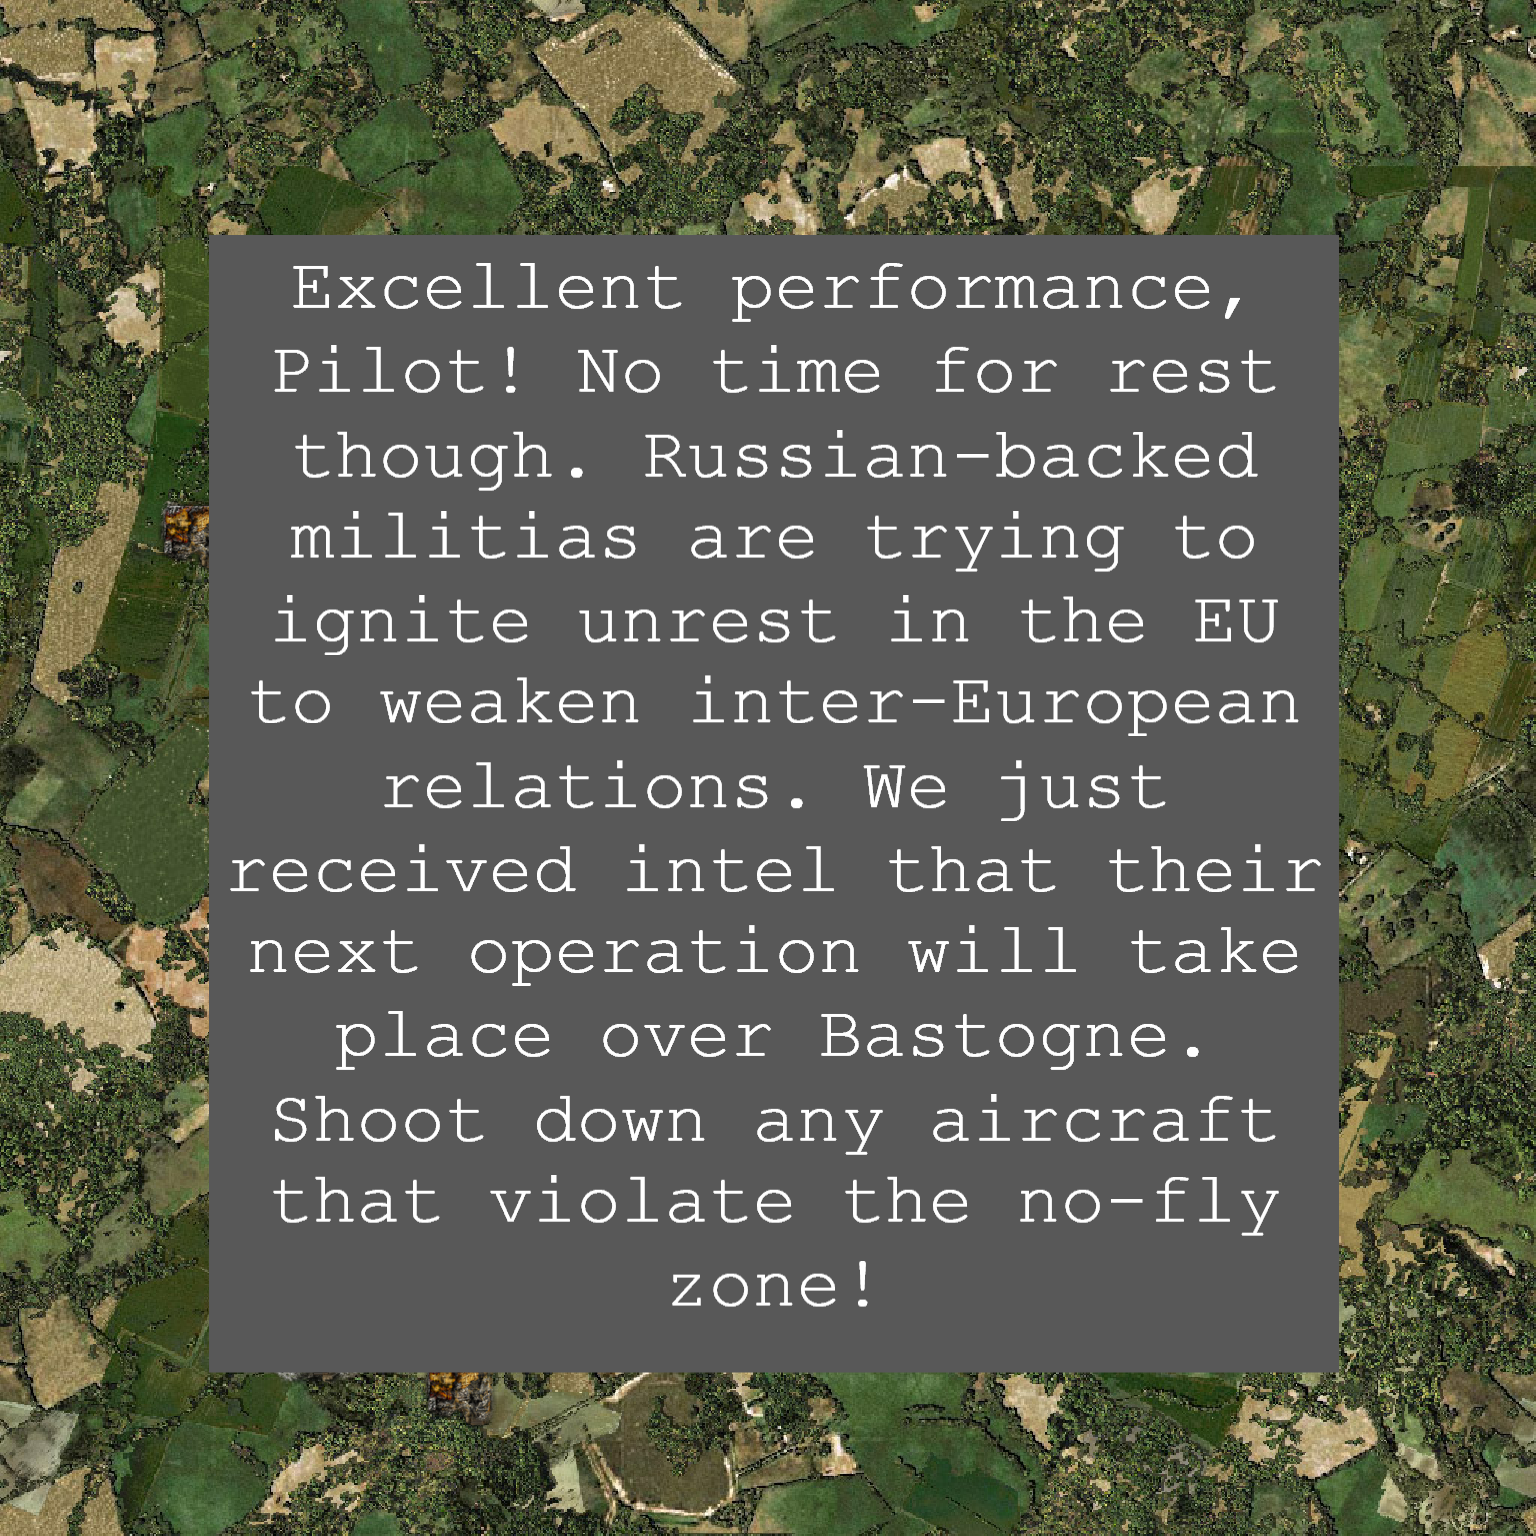 Excellent performance,
Pilot! No time for rest
though. Russian-backed
militias are trying to
ignite unrest in the EU
to weaken inter-European
relations. We just
received intel that their
next operation will take
place over Bastogne.
Shoot down any aircraft
that violate the no-fly
zone!